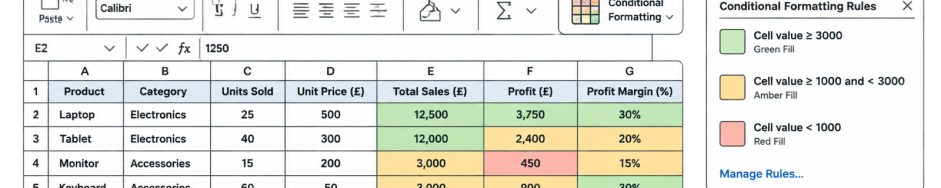 Calibri
Conditional
Formatting
Conditional Formatting Rules
Paste
E2 fx 1250
Cell value ≥ 3000
Green Fill
A B C D E F G
1 Product Category Units Sold Unit Price (£) Total Sales (£) Profit (£) Profit Margin (%)
Cell value ≥ 1000 and < 3000
Amber Fill
2 Laptop Electronics 25 500 12,500 3,750 30%
3 Tablet Electronics 40 300 12,000 2,400 20%
Cell value < 1000
Red Fill
4 Monitor Accessories 15 200 3,000 450 15%
Manage Rules...
5 Keyboard Accessories 60 50 3,000 900 30%